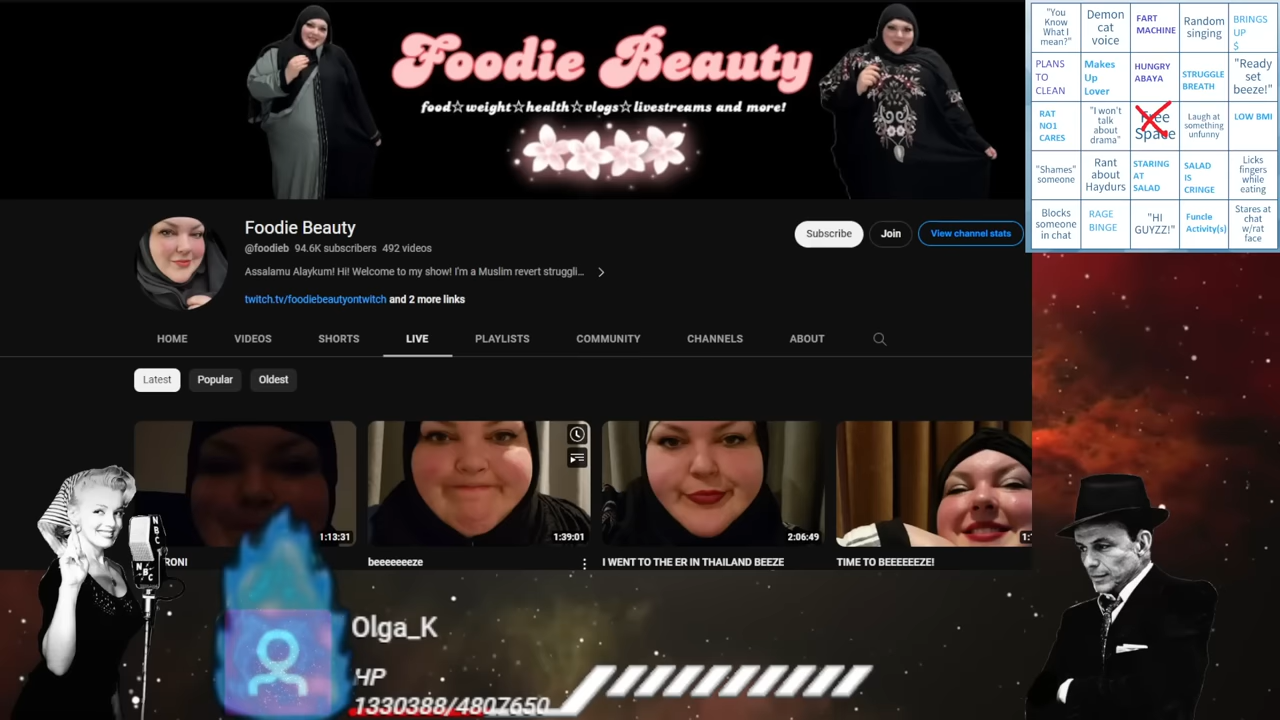 Foodie Beauty
food☆weight☆health☆vlogs☆livestreams and more!
Foodie Beauty
@foodieb 94.6K subscribers 492 videos
Assalamu Alaykum! Hi! Welcome to my show! I'm a Muslim revert struggli...
twitch.tv/foodiebeautyontwitch and 2 more links
Subscribe
Join
View channel stats
HOME
VIDEOS
SHORTS
LIVE
PLAYLISTS
COMMUNITY
CHANNELS
ABOUT
Latest
Popular
Oldest
1:13:31
1:39:01
2:06:49
RONI
beeeeeeze
I WENT TO THE ER IN THAILAND BEEZE
TIME TO BEEEEEEZE!
"You
Know
What I
mean?"
Demon
cat
voice
FART
MACHINE
Random
singing
BRINGS
UP
$
PLANS
TO
CLEAN
Makes
Up
Lover
HUNGRY
ABAYA
STRUGGLE
BREATH
"Ready
set
beeze!"
RAT
NO1
CARES
"I won't
talk
about
drama"
Free
Space
Laugh at
something
unfunny
LOW BMI
"Shames"
someone
Rant
about
Haydurs
STARING
AT
SALAD
SALAD
IS
CRINGE
Licks
fingers
while
eating
Blocks
someone
in chat
RAGE
BINGE
"HI
GUYZZ!"
Funcle
Activity(s)
Stares at
chat
w/rat
face
NBC
NBC
Olga_K
HP
1330388/4807650